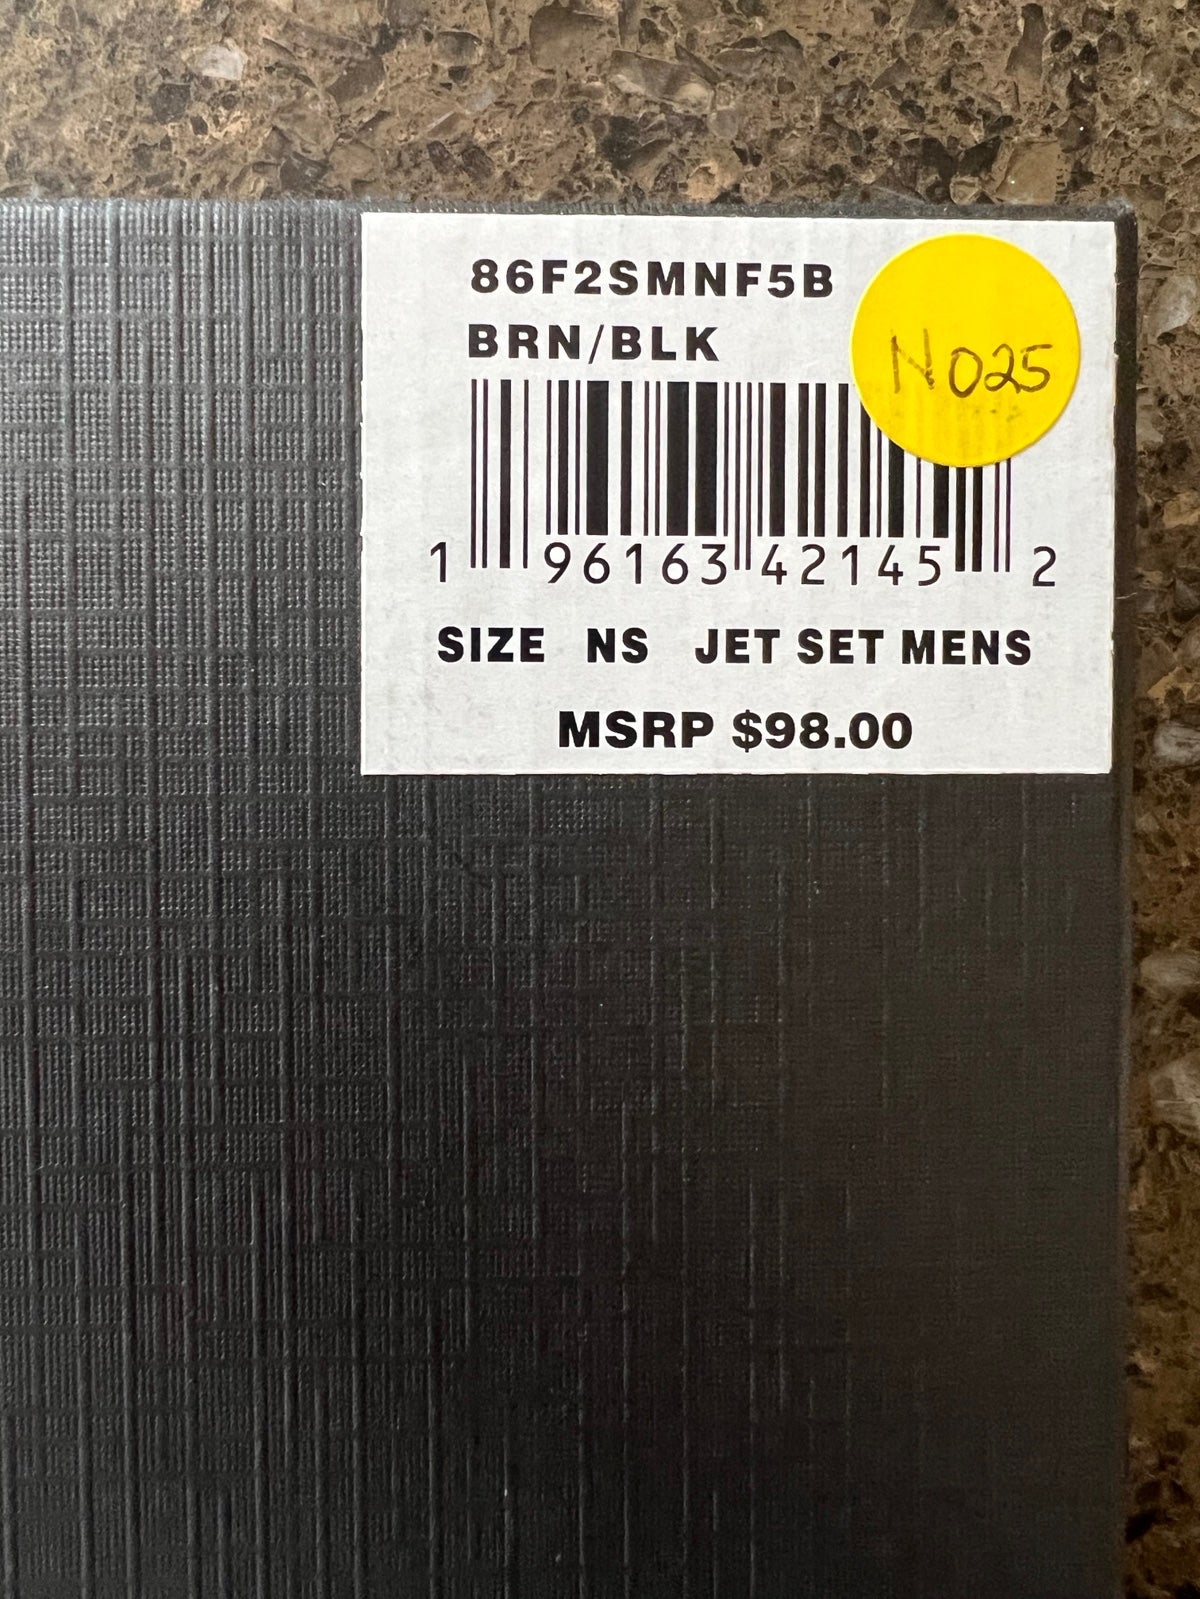 86F2SMNF5B
BRN/BLK
N025
1 96163 42145 2
SIZE NS JET SET MENS
MSRP $98.00